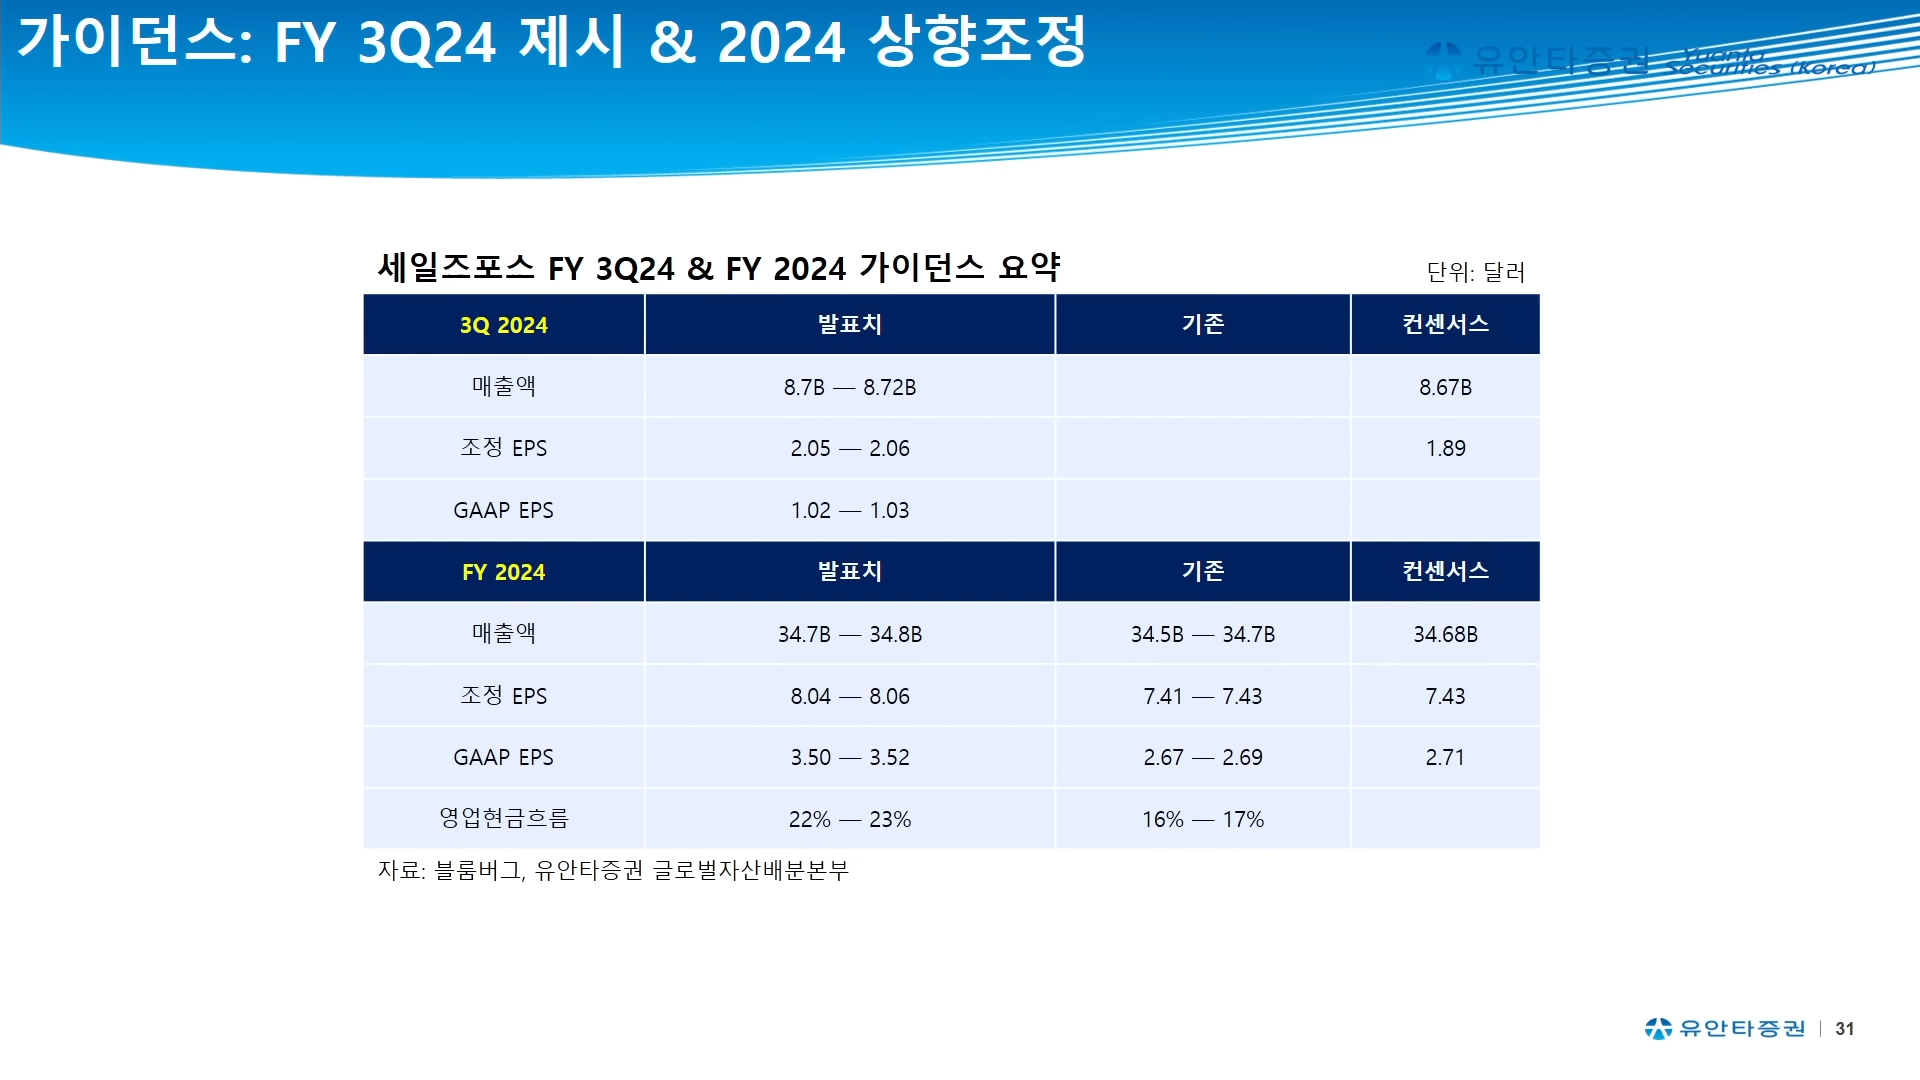 가이던스: FY 3Q24 제시 & 2024 상향조정
유안타증권 Yuanta Securities (Korea)
세일즈포스 FY 3Q24 & FY 2024 가이던스 요약
단위: 달러
3Q 2024 발표치 기존 컨센서스
매출액 8.7B — 8.72B 8.67B
조정 EPS 2.05 — 2.06 1.89
GAAP EPS 1.02 — 1.03
FY 2024 발표치 기존 컨센서스
매출액 34.7B — 34.8B 34.5B — 34.7B 34.68B
조정 EPS 8.04 — 8.06 7.41 — 7.43 7.43
GAAP EPS 3.50 — 3.52 2.67 — 2.69 2.71
영업현금흐름 22% — 23% 16% — 17%
자료: 블룸버그, 유안타증권 글로벌자산배분본부
유안타증권 | 31